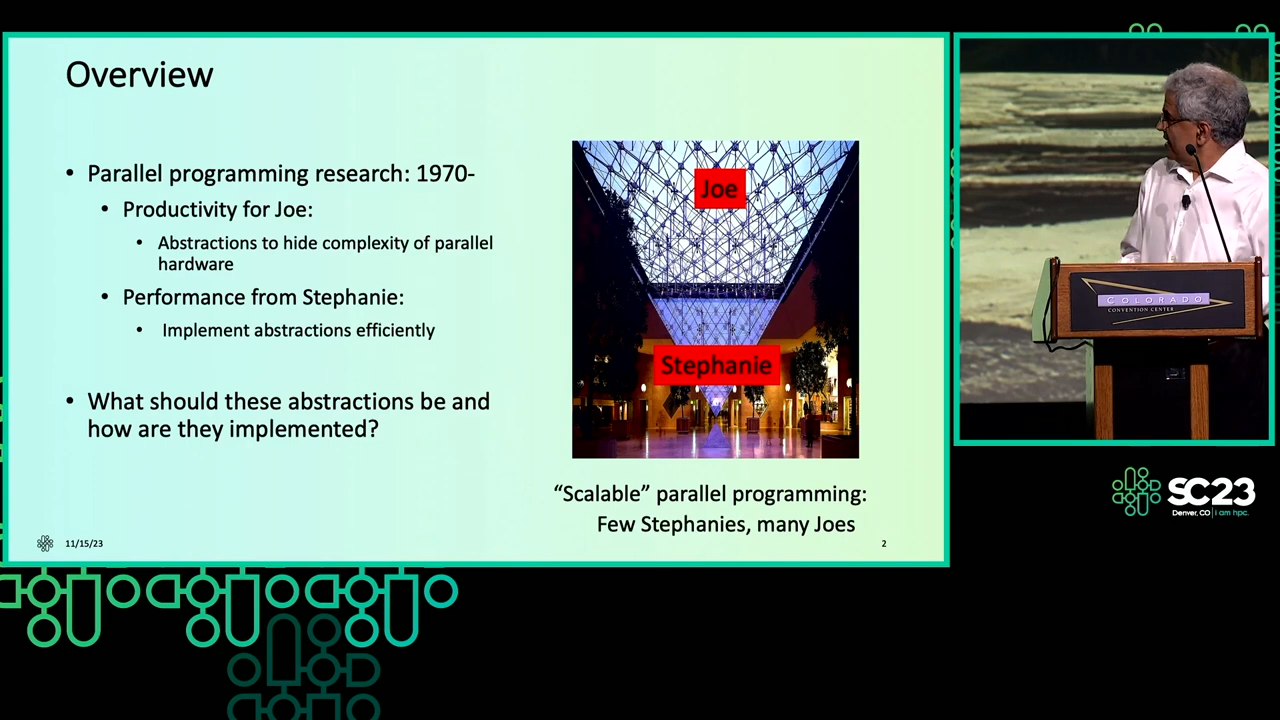 Overview
• Parallel programming research: 1970-
• Productivity for Joe:
• Abstractions to hide complexity of parallel
hardware
• Performance from Stephanie:
• Implement abstractions efficiently
• What should these abstractions be and
how are they implemented?
Joe
Stephanie
“Scalable” parallel programming:
Few Stephanies, many Joes
11/15/23
2
COLORADO
CONVENTION CENTER
SC23
Denver, CO | i am hpc.